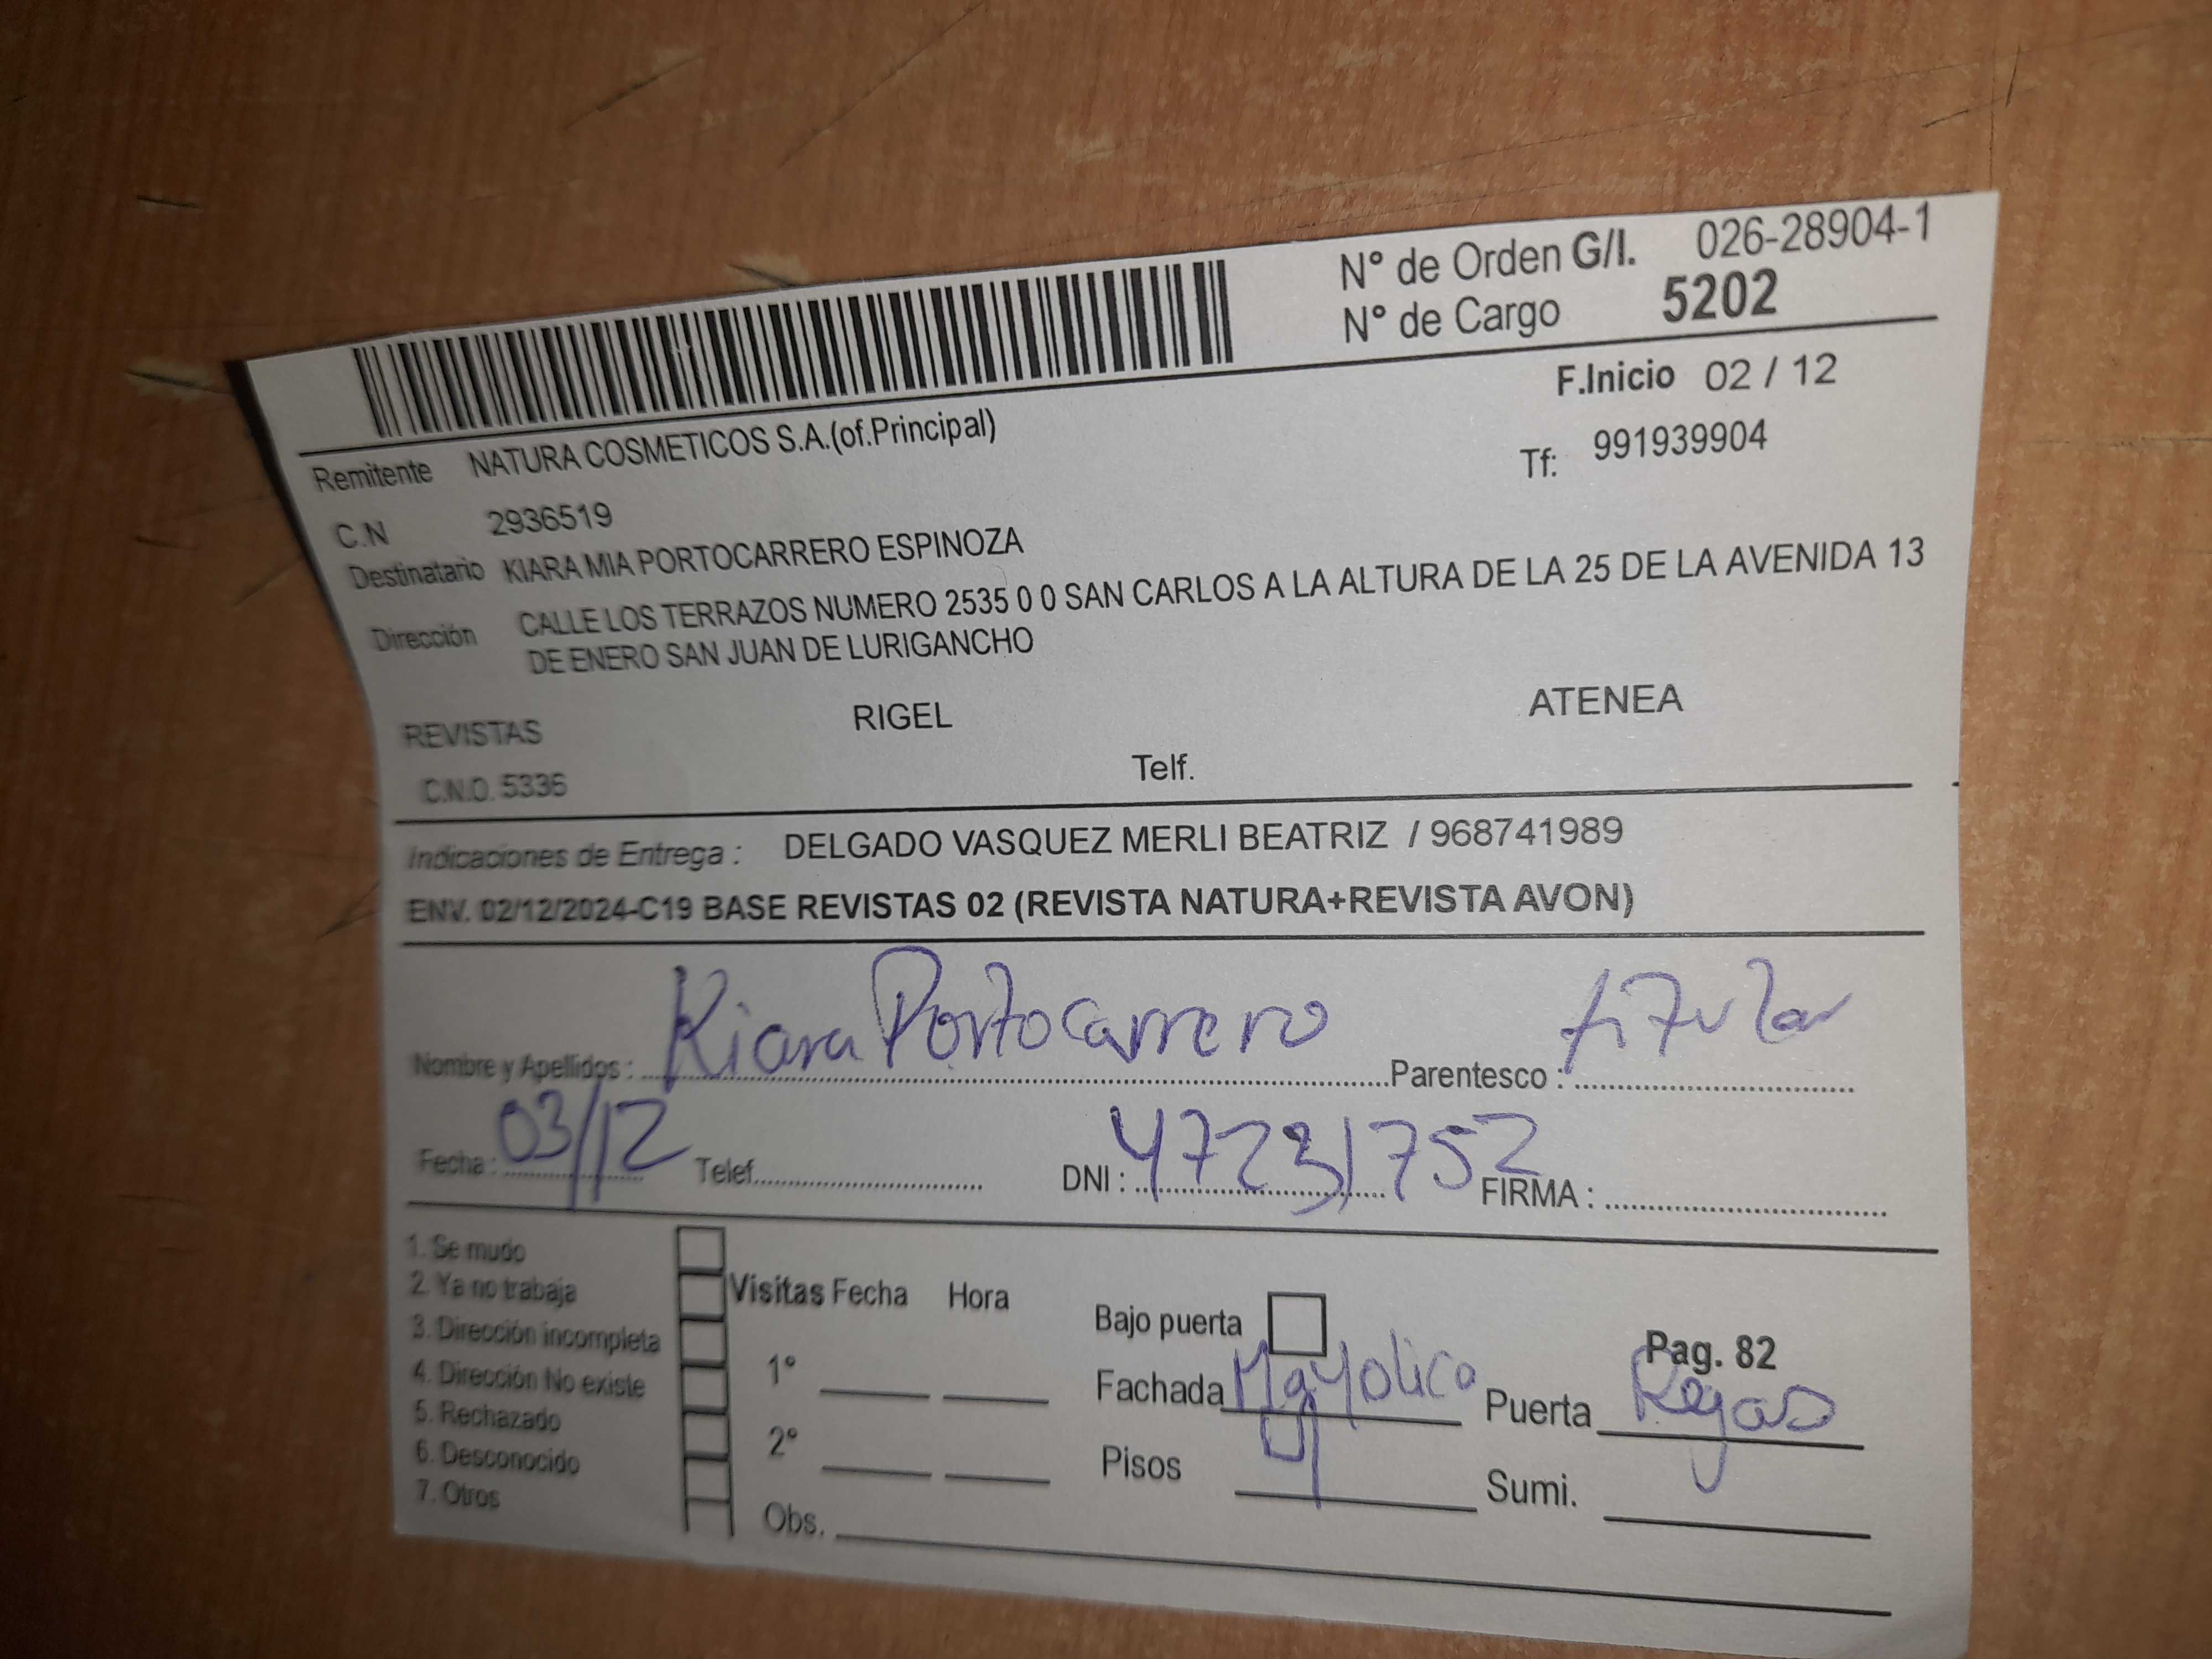 N° de Orden G/I. 026-28904-1
N° de Cargo 5202
F.Inicio 02 / 12
Remitente NATURA COSMETICOS S.A.(of.Principal)
Tf: 991939904
C.N 2936519
Destinatario KIARA MIA PORTOCARRERO ESPINOZA
Dirección CALLE LOS TERRAZOS NUMERO 2535 0 0 SAN CARLOS A LA ALTURA DE LA 25 DE LA AVENIDA 13
DE ENERO SAN JUAN DE LURIGANCHO
REVISTAS RIGEL ATENEA
C.N.O. 5336 Telf.
Indicaciones de Entrega : DELGADO VASQUEZ MERLI BEATRIZ / 968741989
ENV. 02/12/2024-C19 BASE REVISTAS 02 (REVISTA NATURA+REVISTA AVON)
Nombre y Apellidos : Kiara Portocarrero Parentesco : titular
Fecha : 03/12 Telef. DNI : 47231752 FIRMA :
1. Se mudo
2. Ya no trabaja
3. Dirección incompleta
4. Dirección No existe
5. Rechazado
6. Desconocido
7. Otros
Visitas Fecha Hora
1°
2°
Obs.
Bajo puerta
Pag. 82
Fachada Mayolico Puerta Rejas
Pisos 4 Sumi.